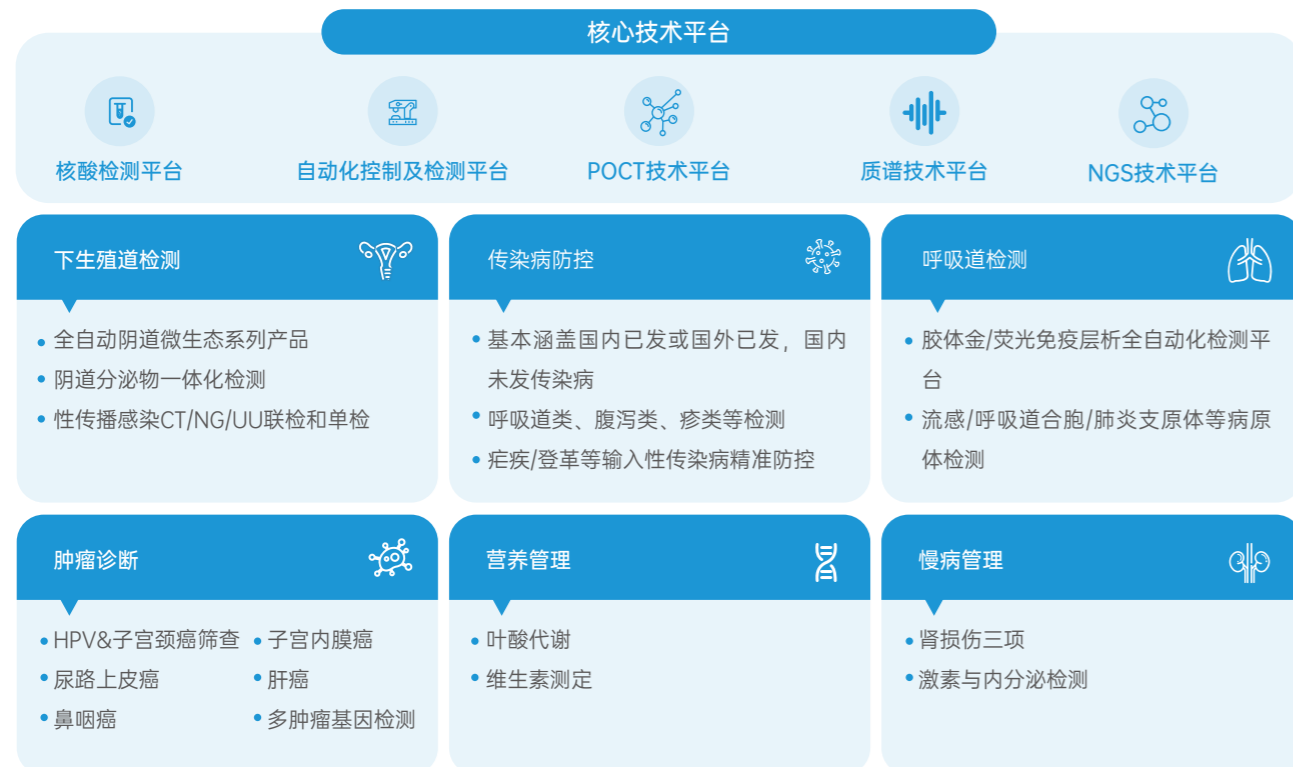 核心技术平台
核酸检测平台
自动化控制及检测平台
POCT技术平台
质谱技术平台
NGS技术平台
下生殖道检测
• 全自动阴道微生态系列产品
• 阴道分泌物一体化检测
• 性传播感染CT/NG/UU联检和单检
传染病防控
• 基本涵盖国内已发或国外已发，国内
未发传染病
• 呼吸道类、腹泻类、疹类等检测
• 疟疾/登革等输入性传染病精准防控
呼吸道检测
• 胶体金/荧光免疫层析全自动化检测平
台
• 流感/呼吸道合胞/肺炎支原体等病原
体检测
肿瘤诊断
• HPV&子宫颈癌筛查
• 尿路上皮癌
• 鼻咽癌
• 子宫内膜癌
• 肝癌
• 多肿瘤基因检测
营养管理
• 叶酸代谢
• 维生素测定
慢病管理
• 肾损伤三项
• 激素与内分泌检测